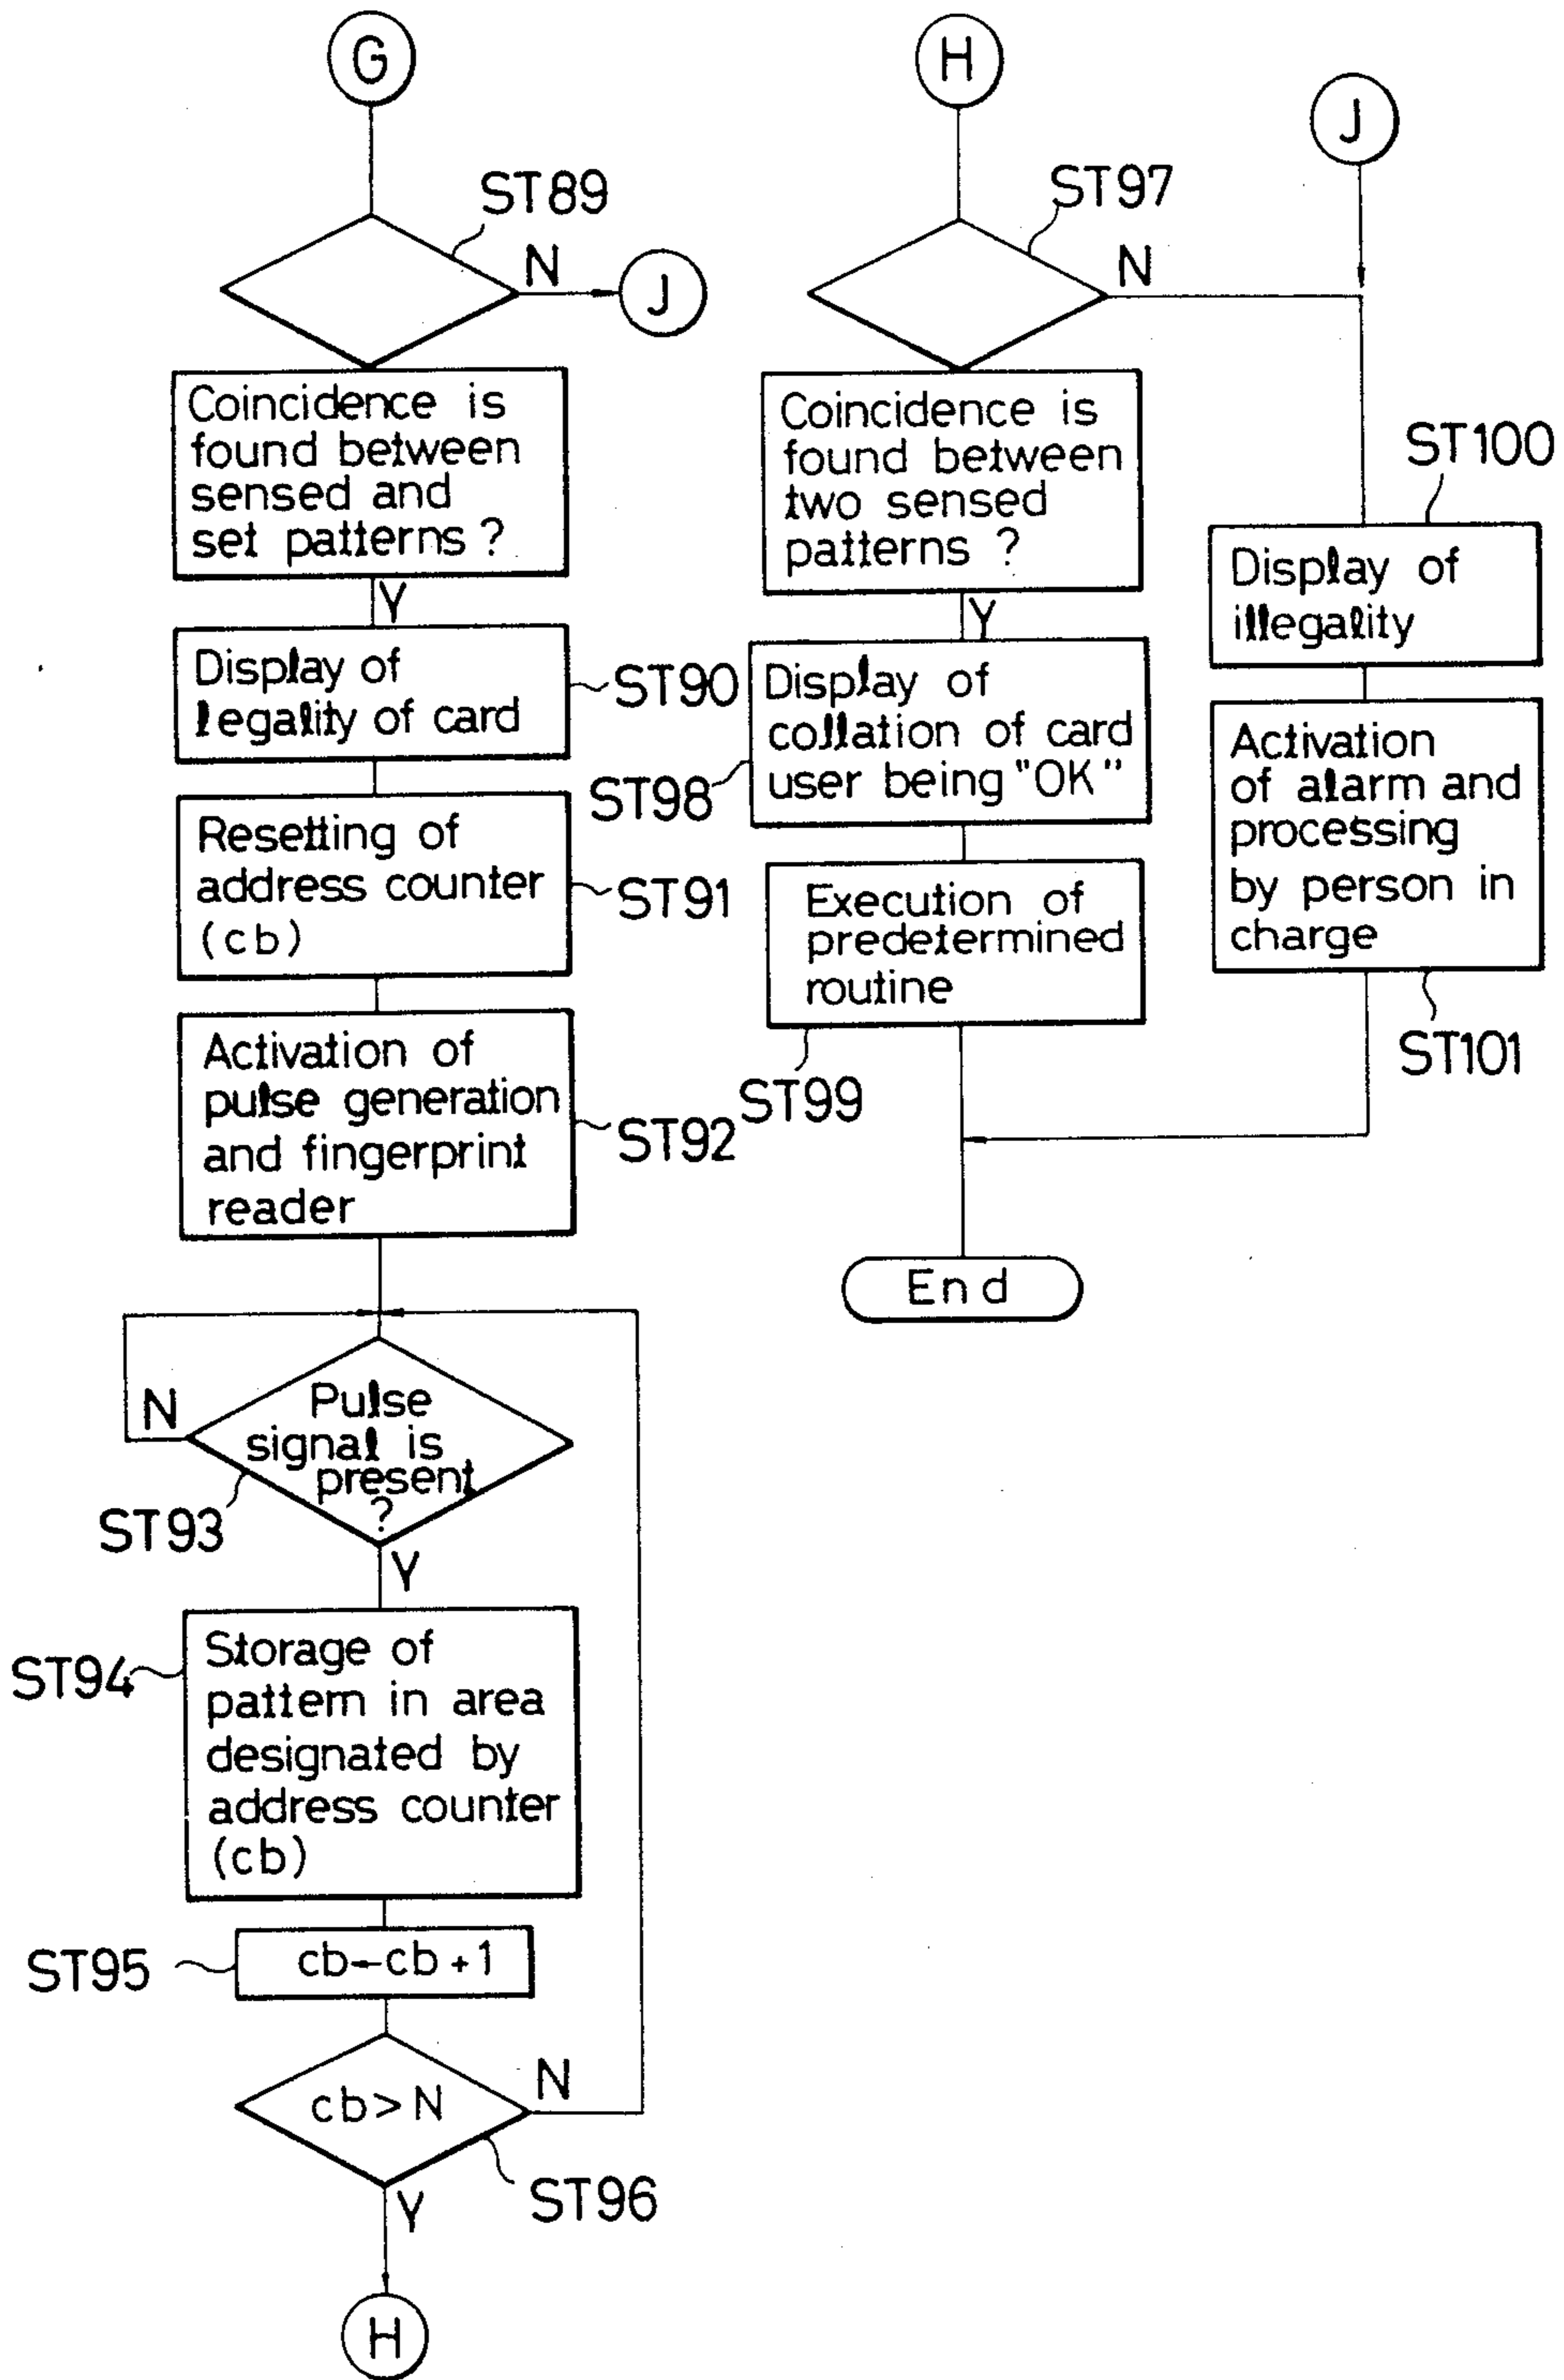 G
ST89
N
J
Coincidence is
found between
sensed and
set patterns ?
Y
Display of
legality of card
ST90
Resetting of
address counter
(cb)
ST91
Activation of
pulse generation
and fingerprint
reader
ST92
N
Pulse
signal is
present
?
ST93
Y
ST94
Storage of
pattern in area
designated by
address counter
(cb)
ST95
cb←cb+1
cb>N
N
ST96
Y
H
H
ST97
N
Coincidence is
found between
two sensed
patterns ?
Y
Display of
collation of card
user being "OK"
ST98
Execution of
predetermined
routine
ST99
End
J
ST100
Display of
illegality
Activation
of alarm and
processing
by person in
charge
ST101